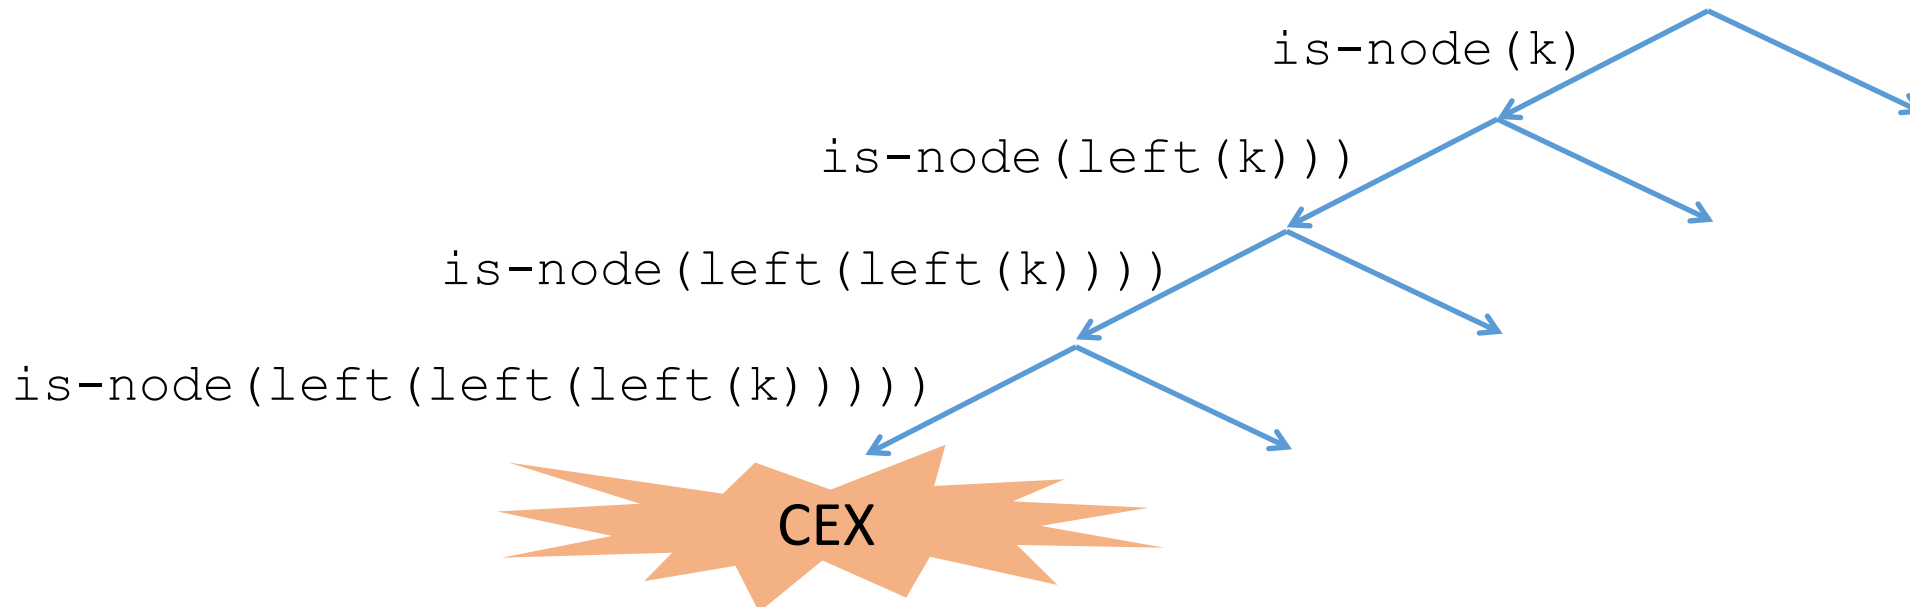 is-node(k)
is-node(left(k)))
is-node(left(left(k))))
is-node(left(left(left(k)))))
CEX